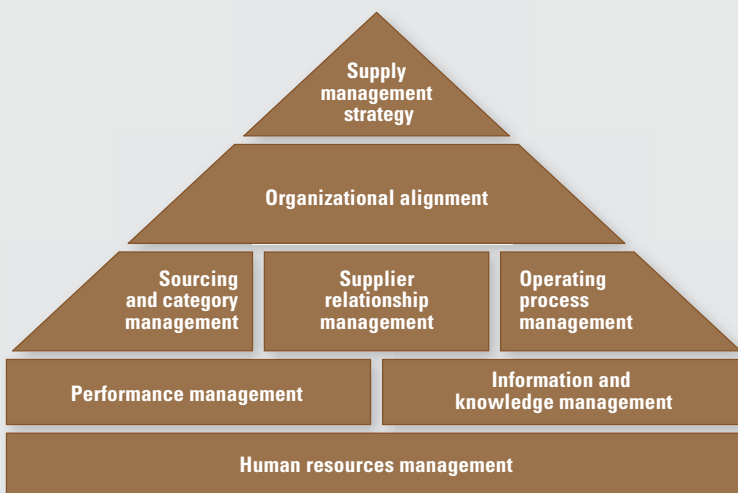 Supply
management
strategy
Organizational alignment
Sourcing
and category
management
Supplier
relationship
management
Operating
process
management
Performance management
Information and
knowledge management
Human resources management